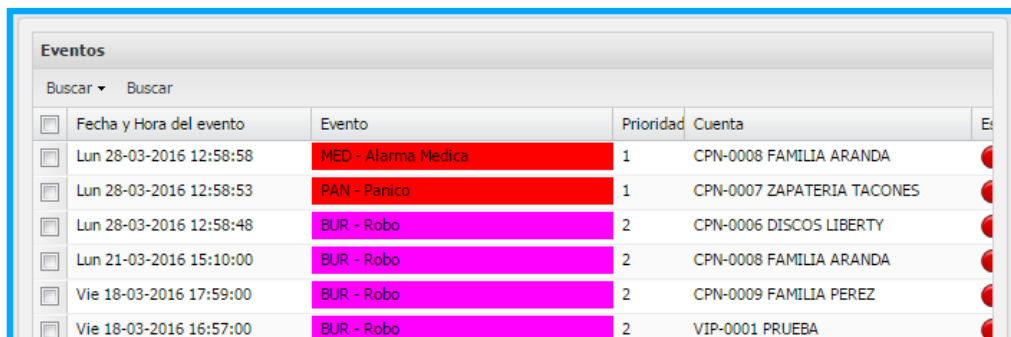 Eventos
Buscar Buscar
Fecha y Hora del evento Evento Prioridad Cuenta
Lun 28-03-2016 12:58:58 MED - Alarma Medica 1 CPN-0008 FAMILIA ARANDA
Lun 28-03-2016 12:58:53 PAN - Panico 1 CPN-0007 ZAPATERIA TACONES
Lun 28-03-2016 12:58:48 BUR - Robo 2 CPN-0006 DISCOS LIBERTY
Lun 21-03-2016 15:10:00 BUR - Robo 2 CPN-0008 FAMILIA ARANDA
Vie 18-03-2016 17:59:00 BUR - Robo 2 CPN-0009 FAMILIA PEREZ
Vie 18-03-2016 16:57:00 BUR - Robo 2 VIP-0001 PRUEBA